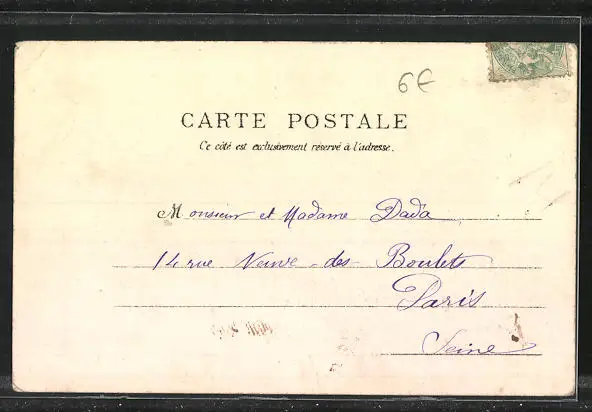 6€
CARTE POSTALE
Ce côté est exclusivement réservé à l'adresse.
Monsieur et Madame Dada
14 rue Neuve-des-Boulets
Paris
Seine